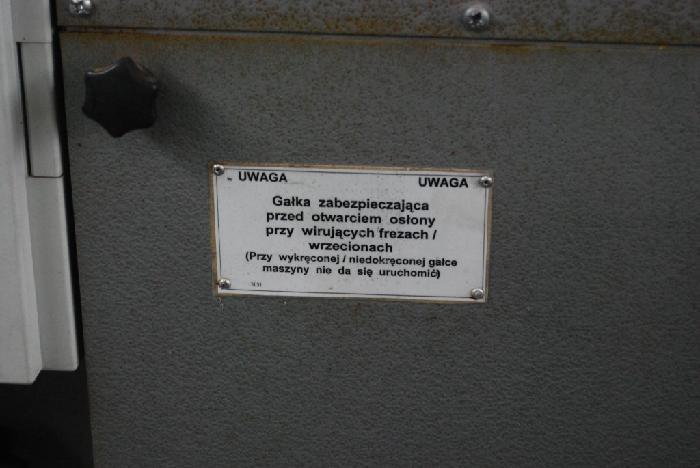 UWAGA UWAGA
Gałka zabezpieczająca
przed otwarciem osłony
przy wirujących frezach /
wrzecionach
(Przy wykręconej / niedokręconej gałce
maszyny nie da się uruchomić)